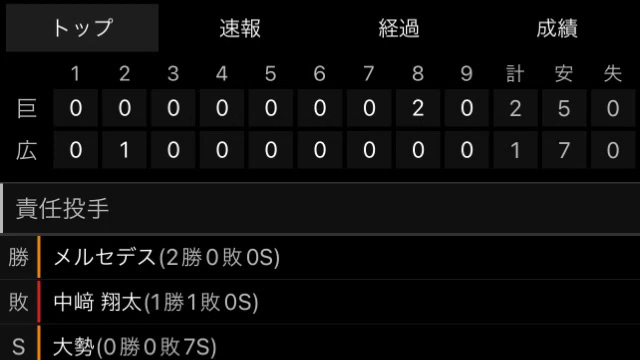 トップ 速報 経過 成績
1 2 3 4 5 6 7 8 9 計 安 失
巨 0 0 0 0 0 0 0 2 0 2 5 0
広 0 1 0 0 0 0 0 0 0 1 7 0
責任投手
勝 メルセデス(2勝0敗0S)
敗 中﨑 翔太(1勝1敗0S)
S 大勢(0勝0敗7S)